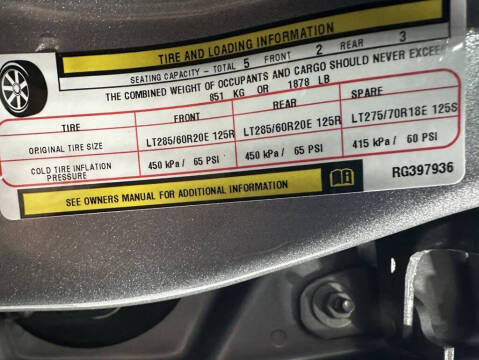 TIRE AND LOADING INFORMATION
SEATING CAPACITY - TOTAL 5 FRONT 2 REAR 3
THE COMBINED WEIGHT OF OCCUPANTS AND CARGO SHOULD NEVER EXCEED
851 KG OR 1878 LB
TIRE FRONT REAR SPARE
ORIGINAL TIRE SIZE LT285/60R20E 125R LT285/60R20E 125R LT275/70R18E 125S
COLD TIRE INFLATION PRESSURE 450 kPa / 65 PSI 450 kPa / 65 PSI 415 kPa / 60 PSI
SEE OWNERS MANUAL FOR ADDITIONAL INFORMATION
RG397936